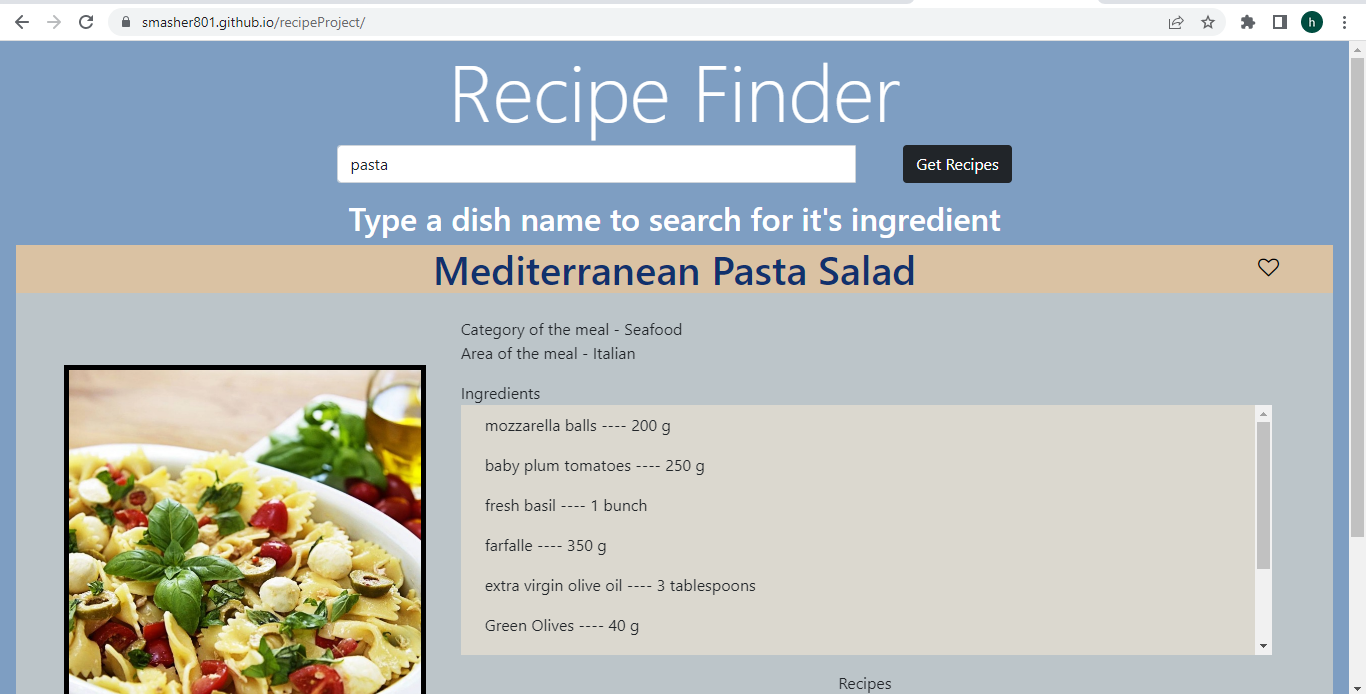 smasher801.github.io/recipeProject/
h
Recipe Finder
pasta
Get Recipes
Type a dish name to search for it's ingredient
Mediterranean Pasta Salad
Category of the meal - Seafood
Area of the meal - Italian
Ingredients
mozzarella balls ---- 200 g
baby plum tomatoes ---- 250 g
fresh basil ---- 1 bunch
farfalle ---- 350 g
extra virgin olive oil ---- 3 tablespoons
Green Olives ---- 40 g
Recipes